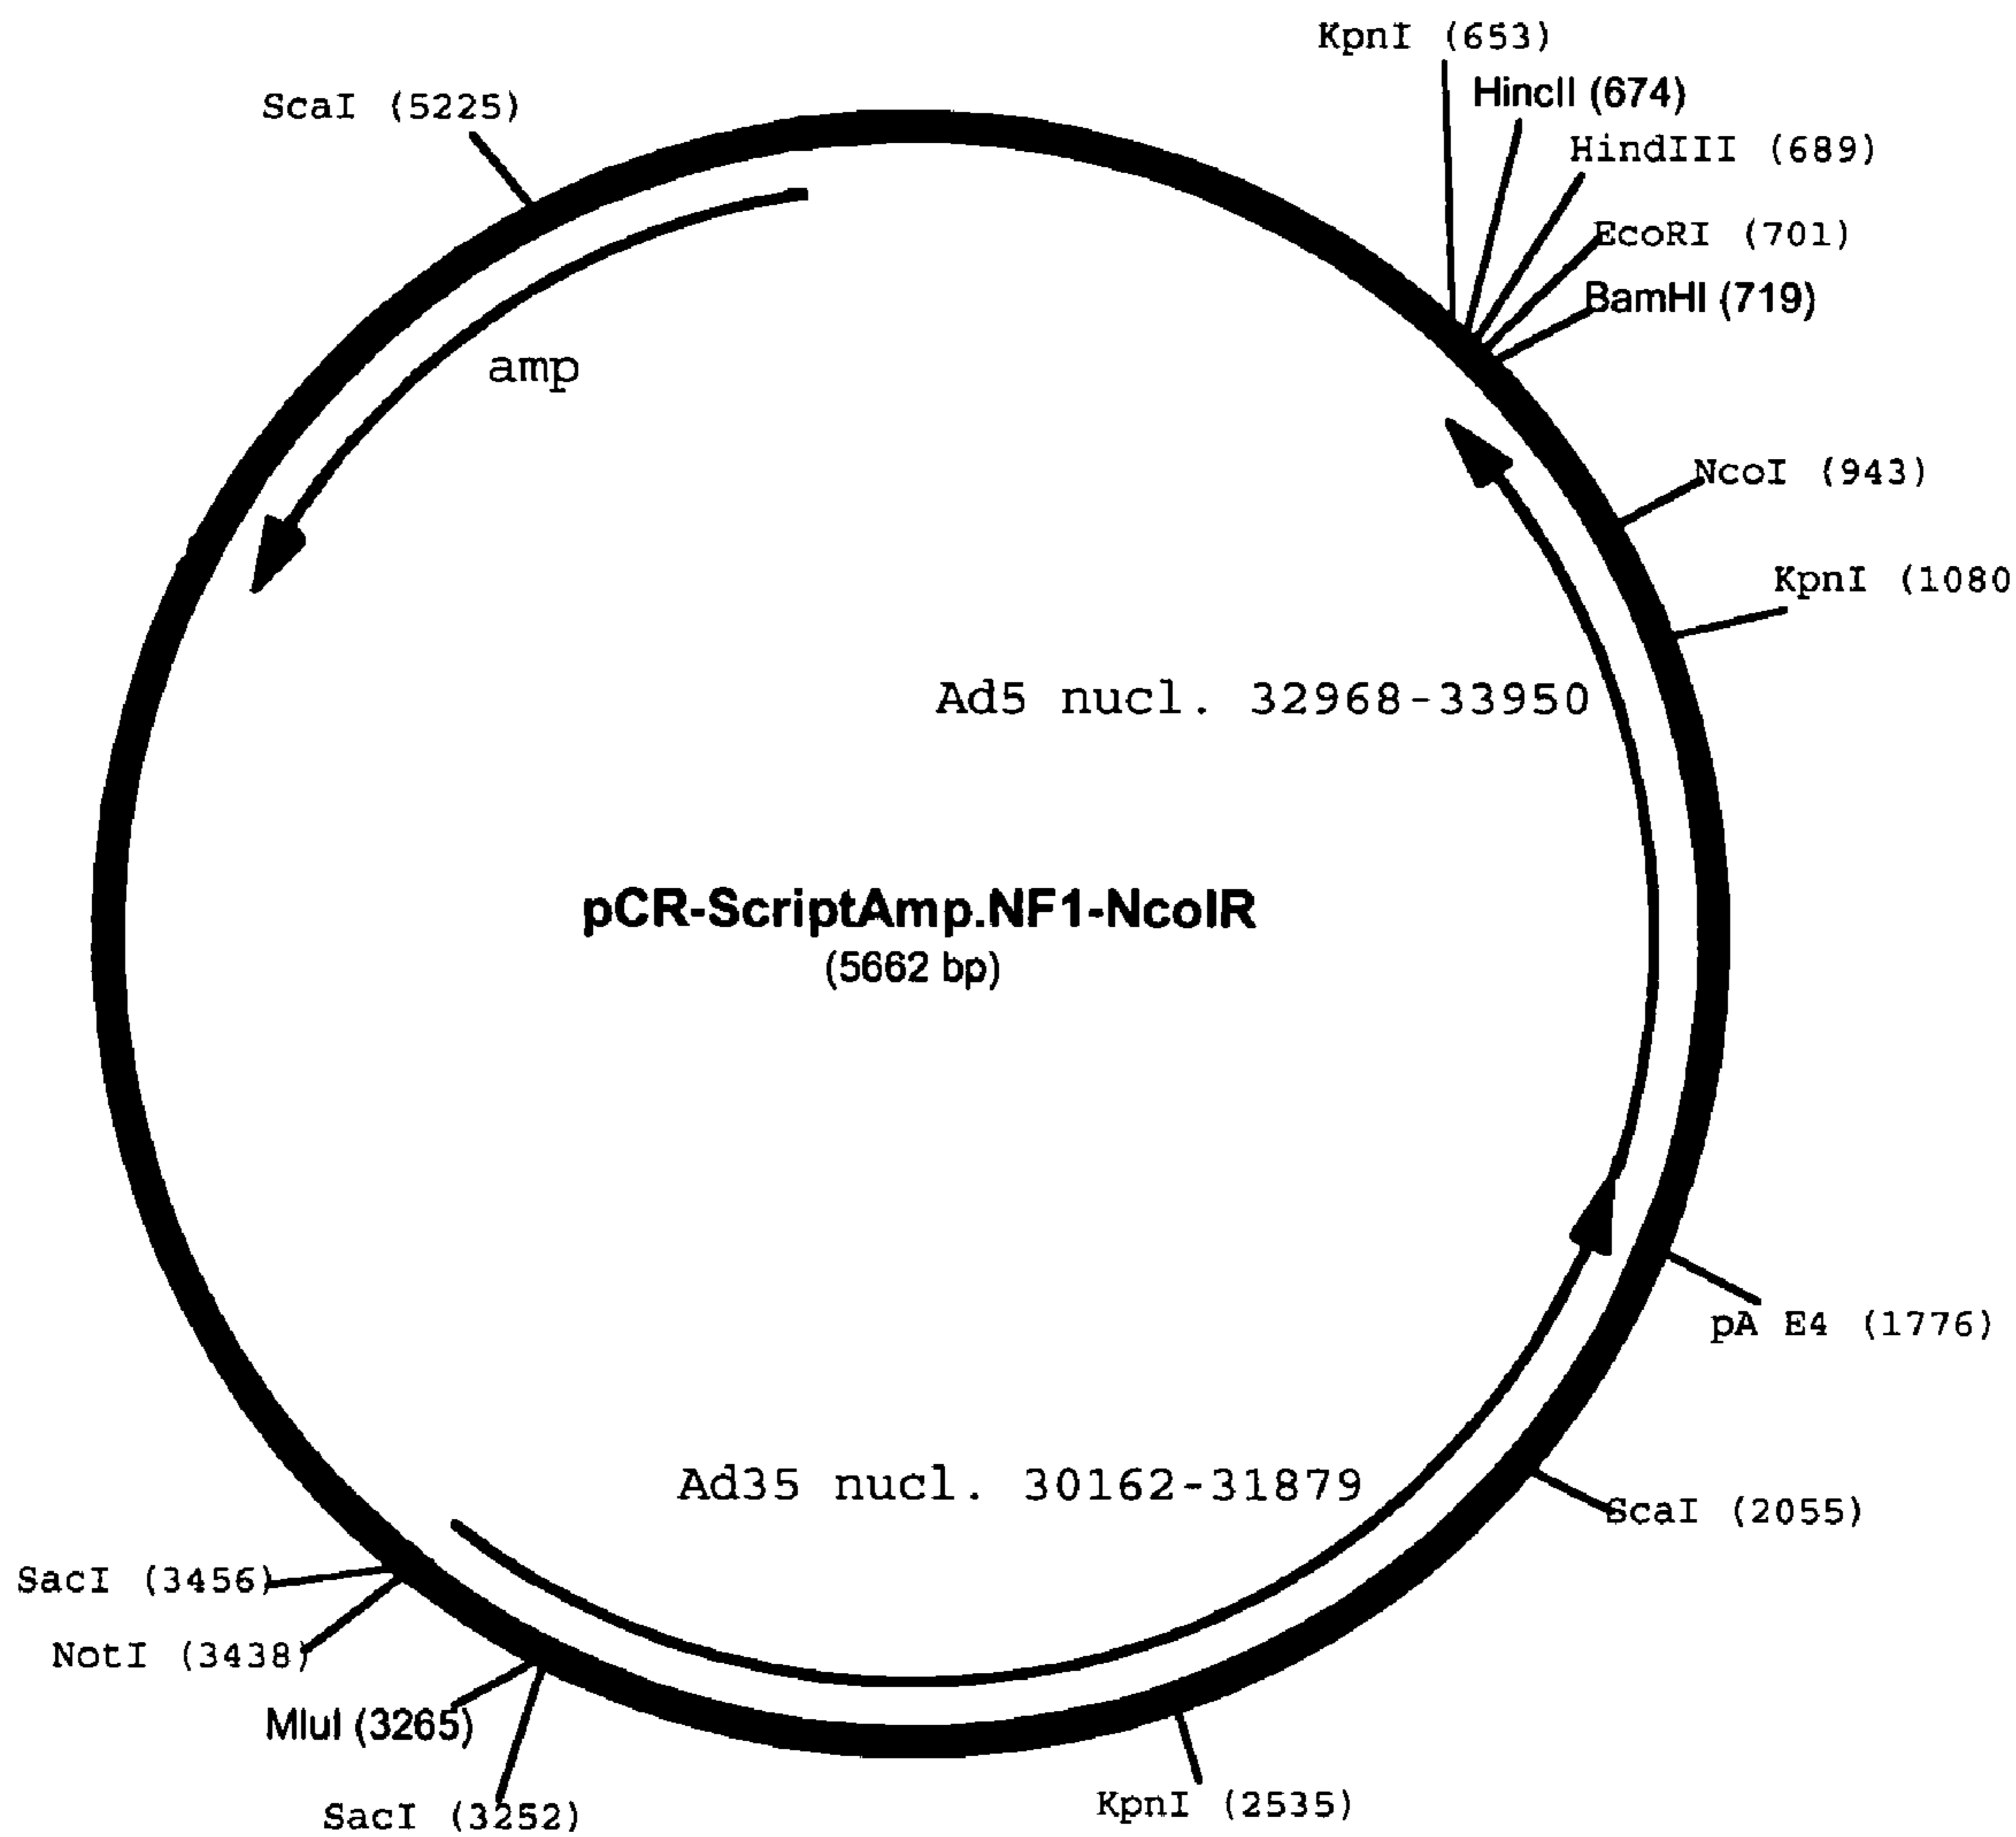 KpnI (653)
HincII (674)
ScaI (5225)
HindIII (689)
EcoRI (701)
BamHI (719)
amp
NcoI (943)
KpnI (1080
Ad5 nucl. 32968-33950
pCR-ScriptAmp.NF1-NcoIR
(5662 bp)
pA E4 (1776)
Ad35 nucl. 30162-31879
ScaI (2055)
SacI (3456)
NotI (3438)
MluI (3265)
KpnI (2535)
SacI (3252)